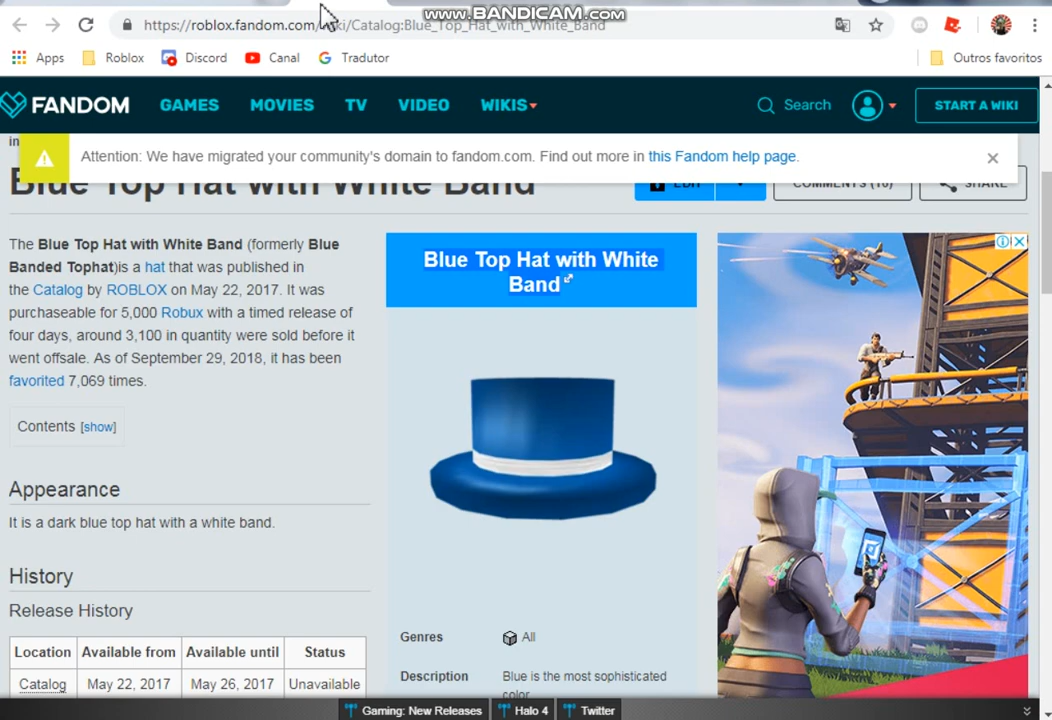 www.BANDICAM.com
https://roblox.fandom.com/wiki/Catalog:Blue_Top_Hat_with_White_Band
Apps Roblox Discord Canal Tradutor Outros favoritos
FANDOM GAMES MOVIES TV VIDEO WIKIS Search START A WIKI
in
Attention: We have migrated your community's domain to fandom.com. Find out more in this Fandom help page.
Blue Top Hat with White Band EDIT COMMENTS (10) SHARE
The Blue Top Hat with White Band (formerly Blue
Banded Tophat)is a hat that was published in
the Catalog by ROBLOX on May 22, 2017. It was
purchaseable for 5,000 Robux with a timed release of
four days, around 3,100 in quantity were sold before it
went offsale. As of September 29, 2018, it has been
favorited 7,069 times.
Contents [show]
Appearance
It is a dark blue top hat with a white band.
History
Release History
Location Available from Available until Status
Catalog May 22, 2017 May 26, 2017 Unavailable
Blue Top Hat with White
Band
Genres All
Description Blue is the most sophisticated
color
Gaming: New Releases Halo 4 Twitter